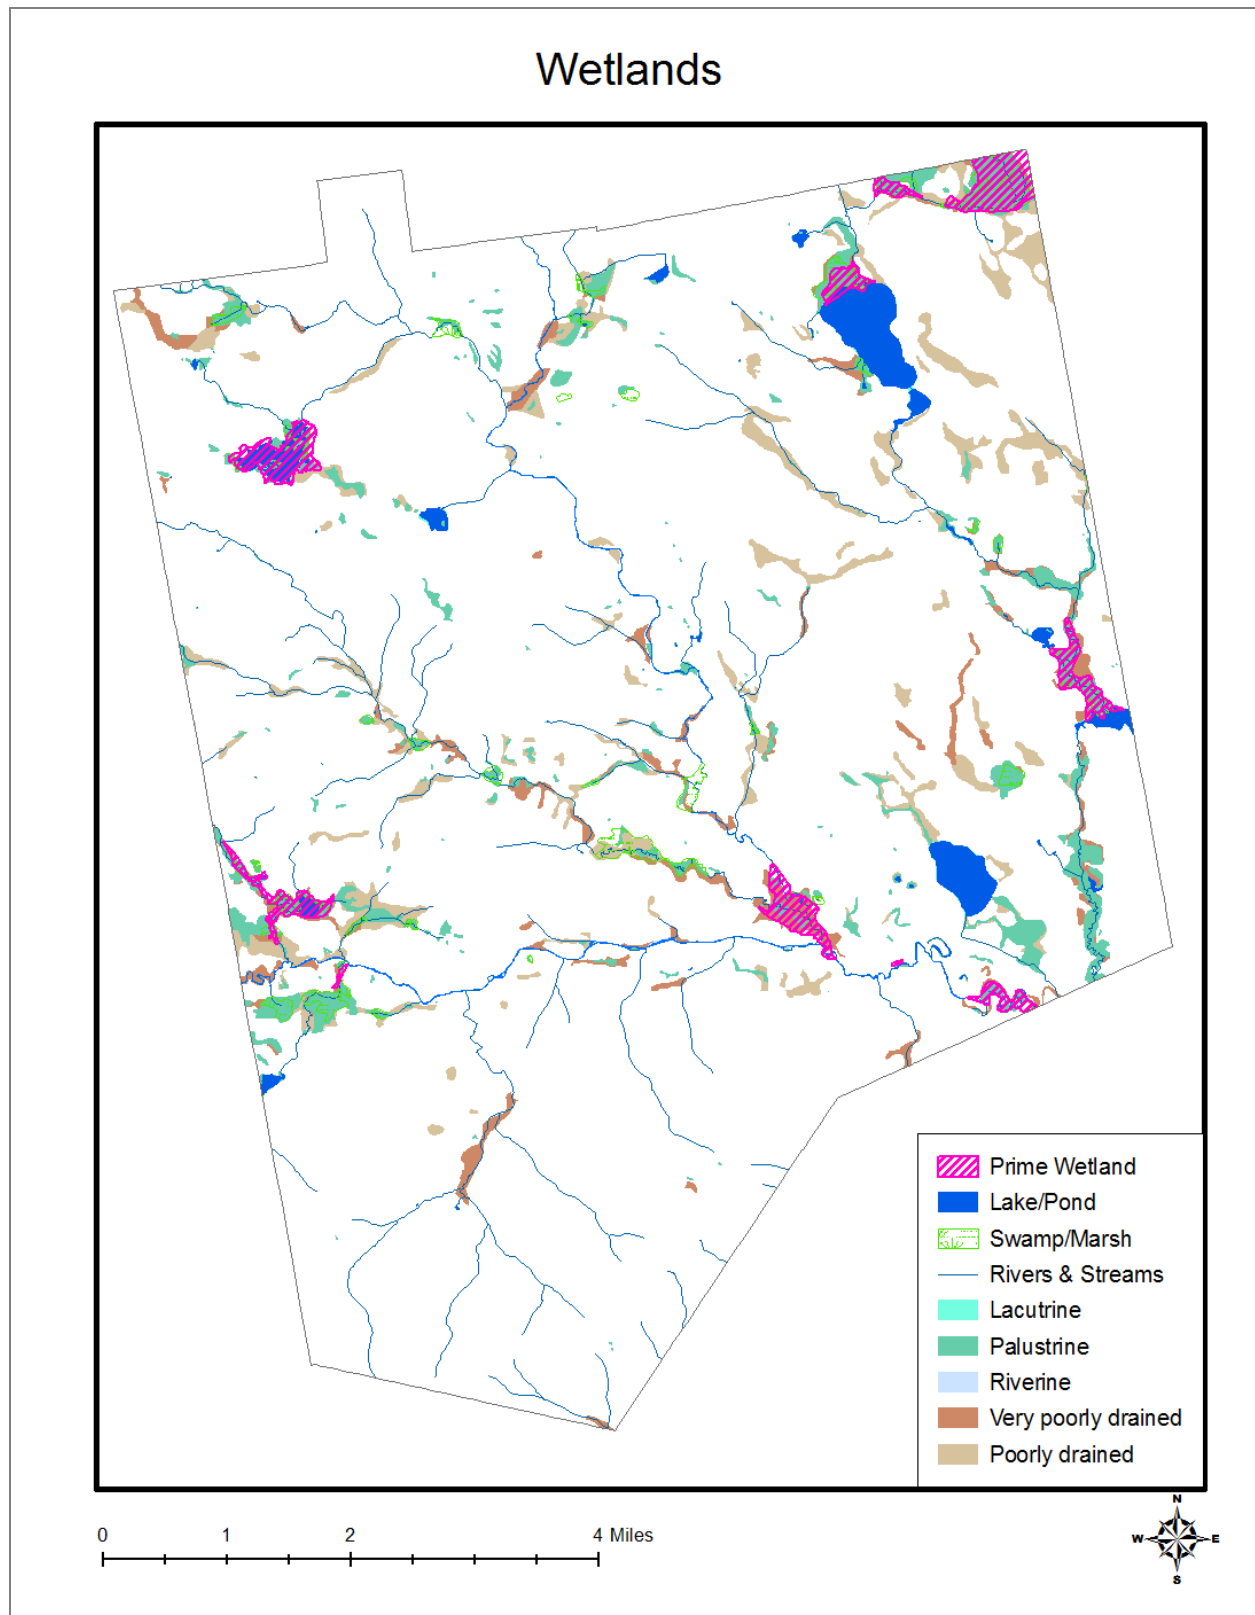 Wetlands
Prime Wetland
Lake/Pond
Swamp/Marsh
Rivers & Streams
Lacutrine
Palustrine
Riverine
Very poorly drained
Poorly drained
0 1 2 4 Miles
N
W E
S